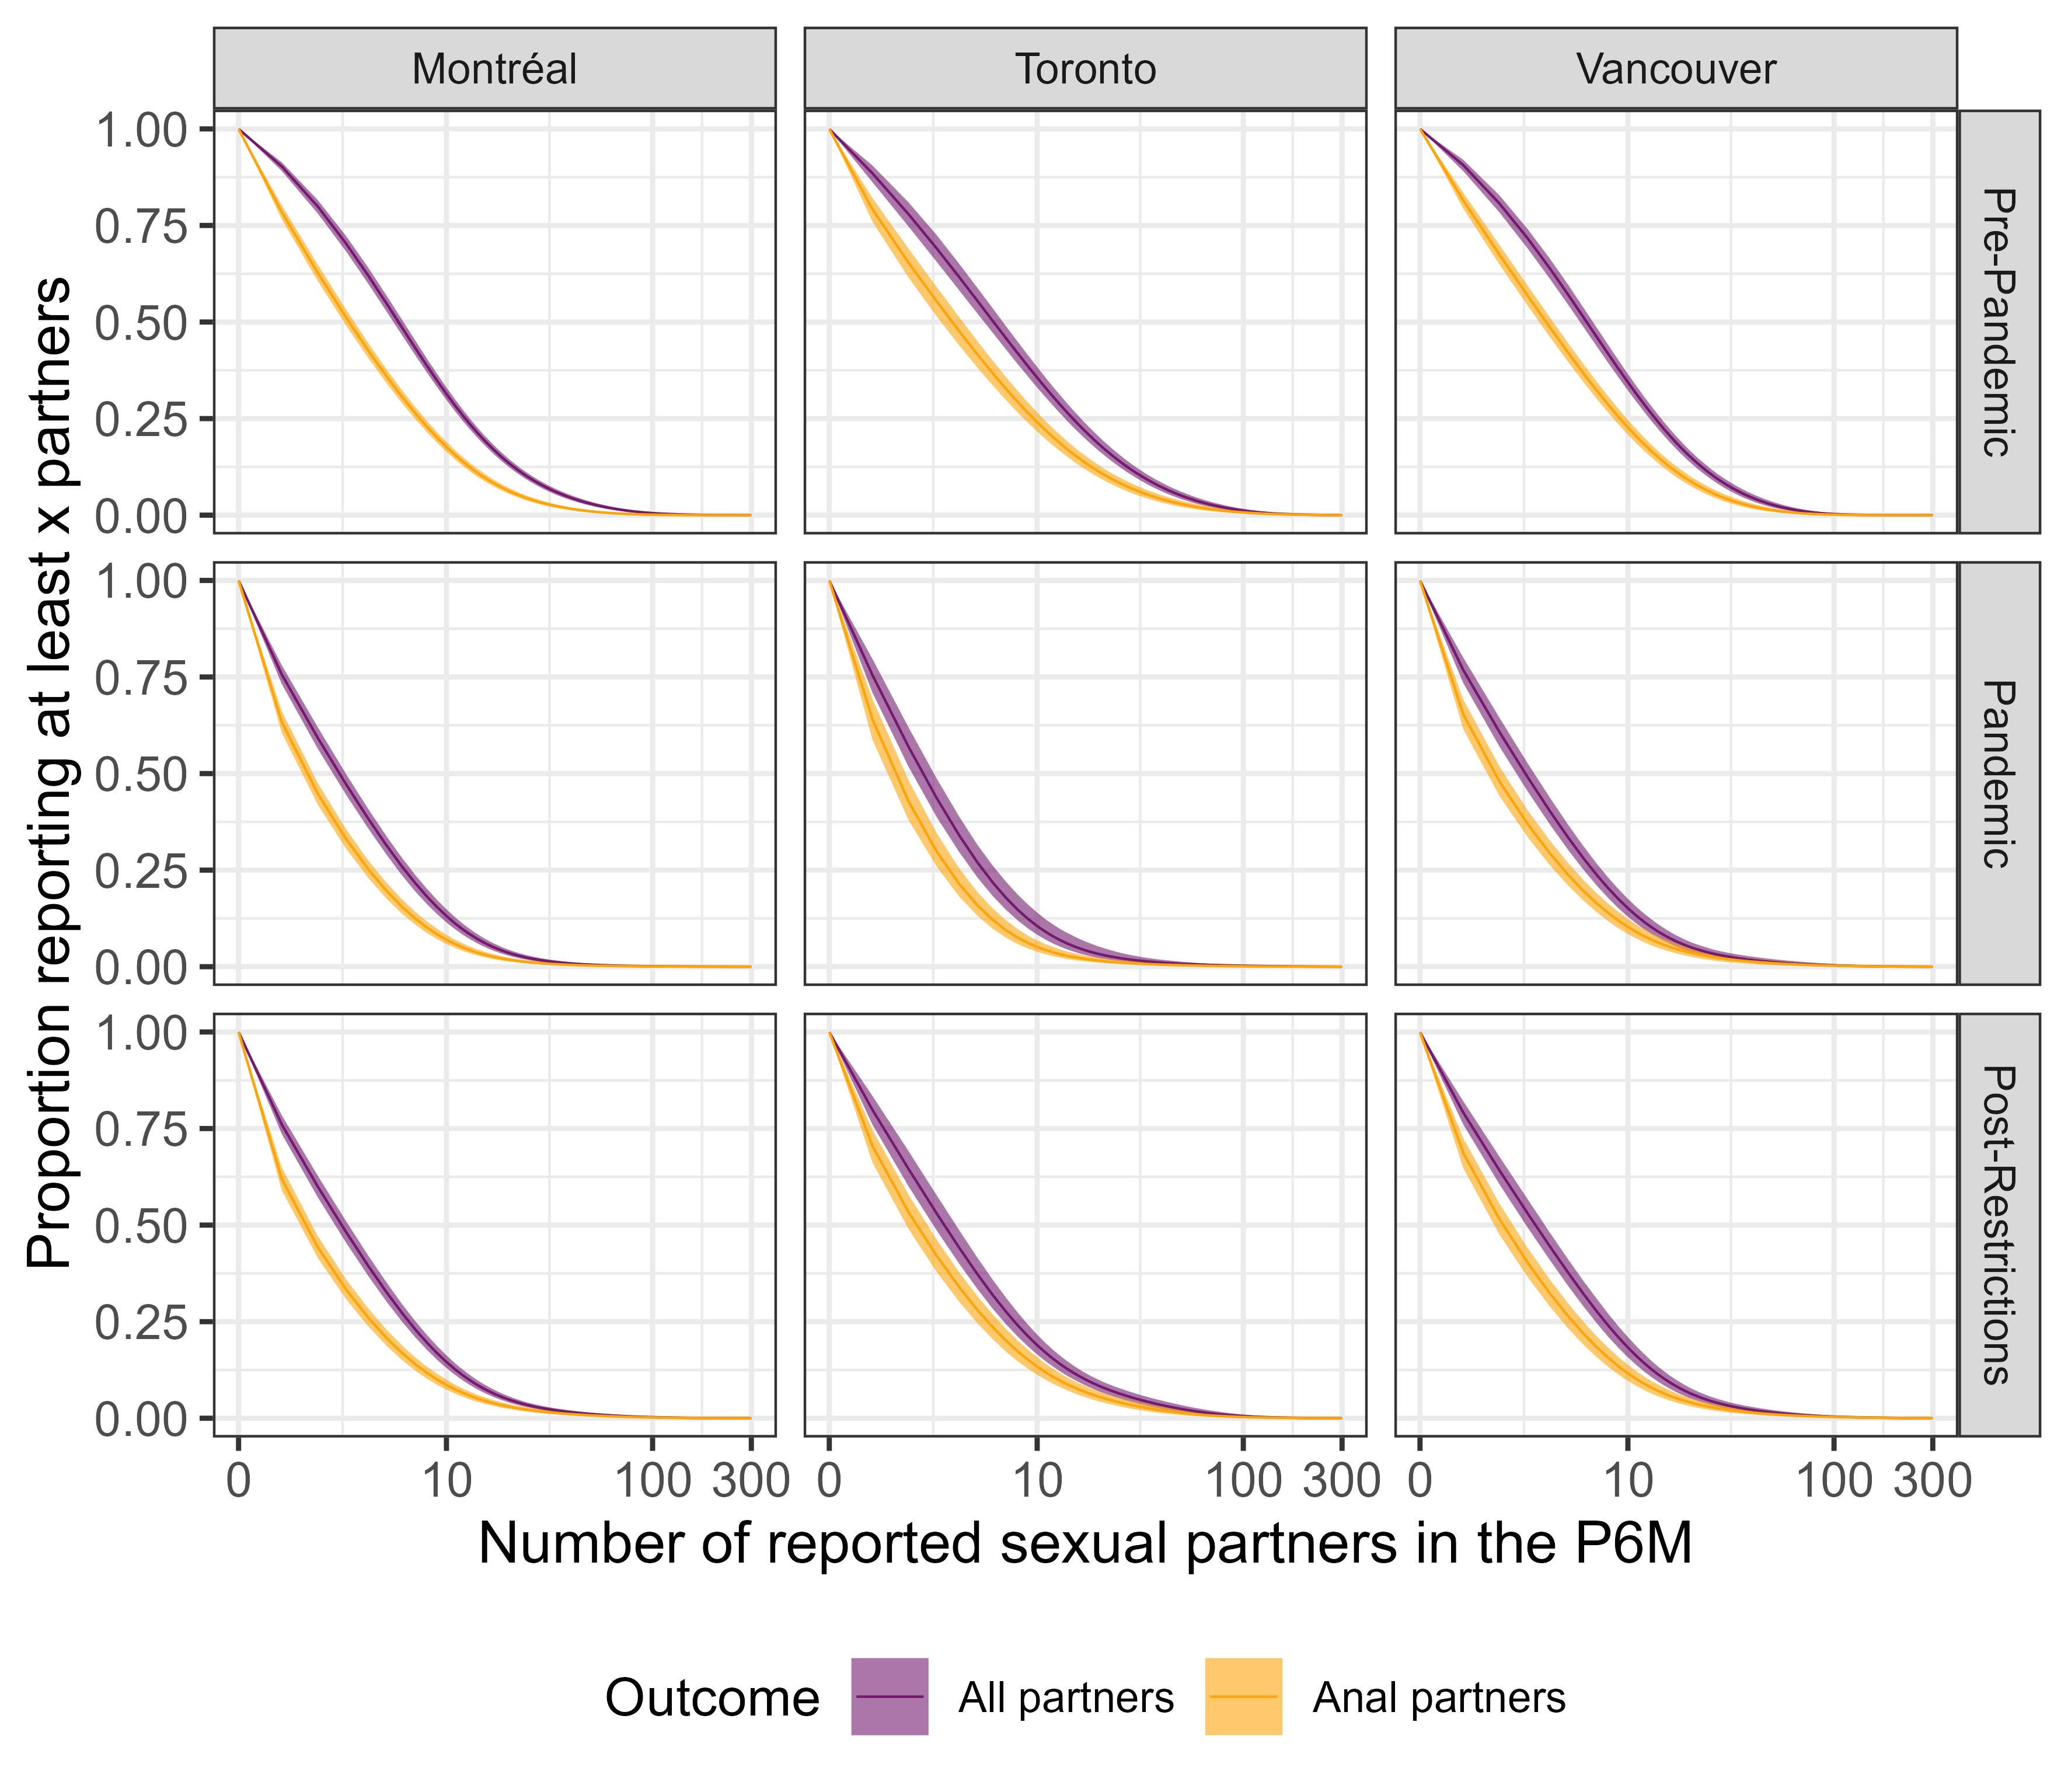 Montréal Toronto Vancouver
Proportion reporting at least x partners
1.00
0.75
0.50
0.25
0.00
Pre-Pandemic
1.00
0.75
0.50
0.25
0.00
Pandemic
1.00
0.75
0.50
0.25
0.00
Post-Restrictions
0 10 100 300 0 10 100 300 0 10 100 300
Number of reported sexual partners in the P6M
Outcome All partners Anal partners